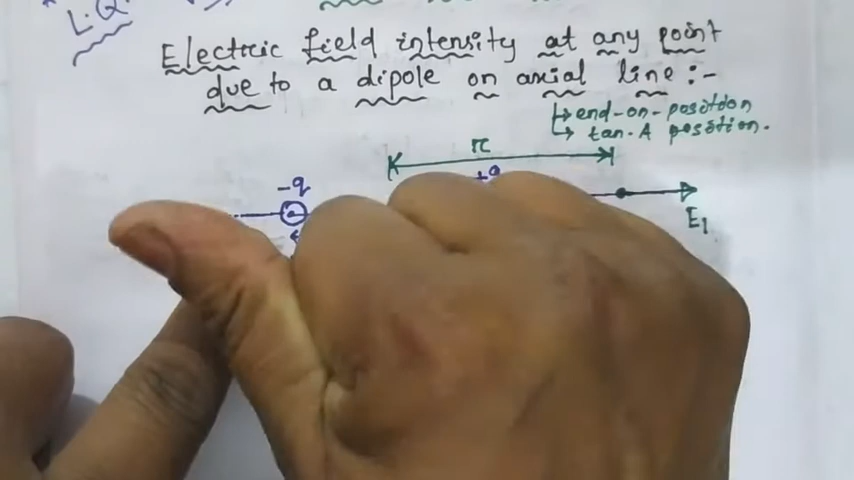 L.Q.
Electric field intensity at any point
due to a dipole on axial line :-
→ end-on-position
→ tan-A position.
r
-q
+q
E1